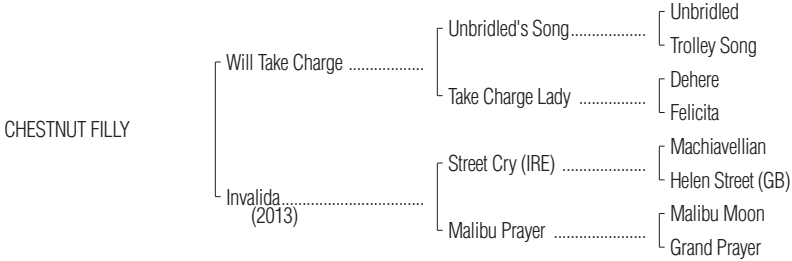 Unbridled
Unbridled's Song..................
Trolley Song
Will Take Charge ..................
Dehere
Take Charge Lady ................
Felicita
CHESTNUT FILLY
Machiavellian
Street Cry (IRE) ....................
Helen Street (GB)
Invalida..................................
(2013)
Malibu Moon
Malibu Prayer ......................
Grand Prayer